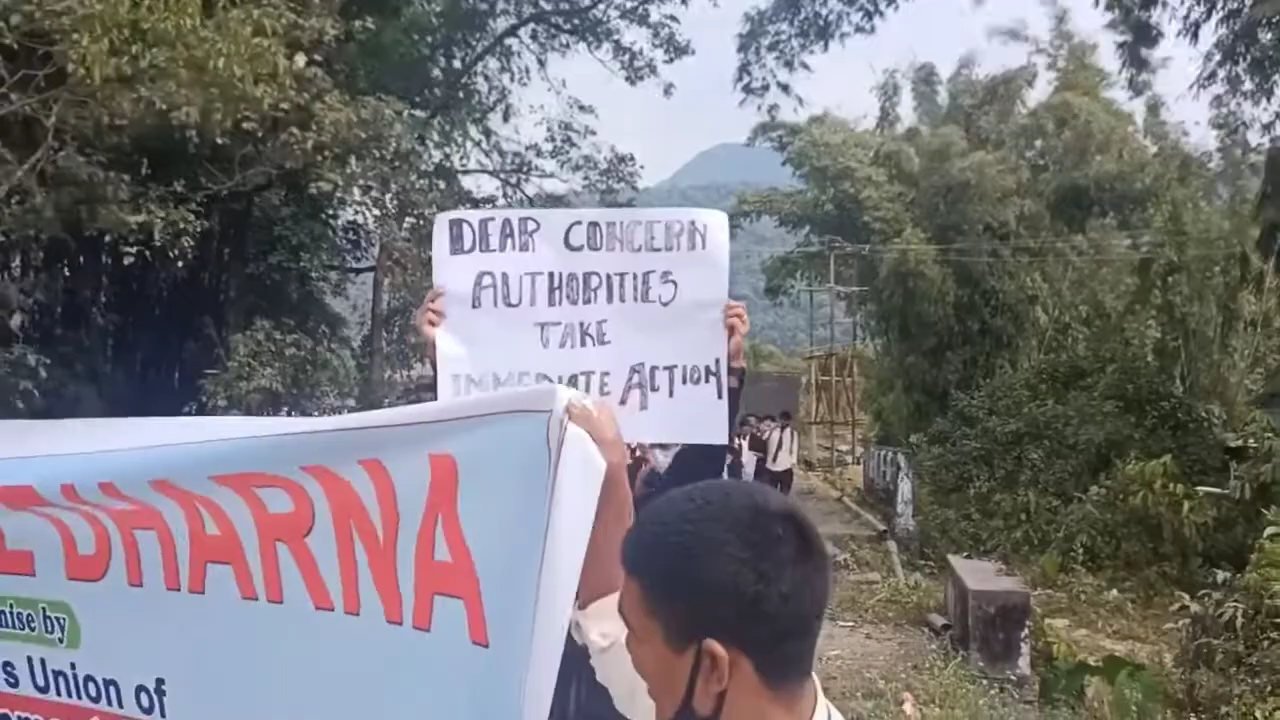 DEAR CONCERN
AUTHORITIES
TAKE
IMMEDIATE ACTION
DHARNA
nise by
s Union of